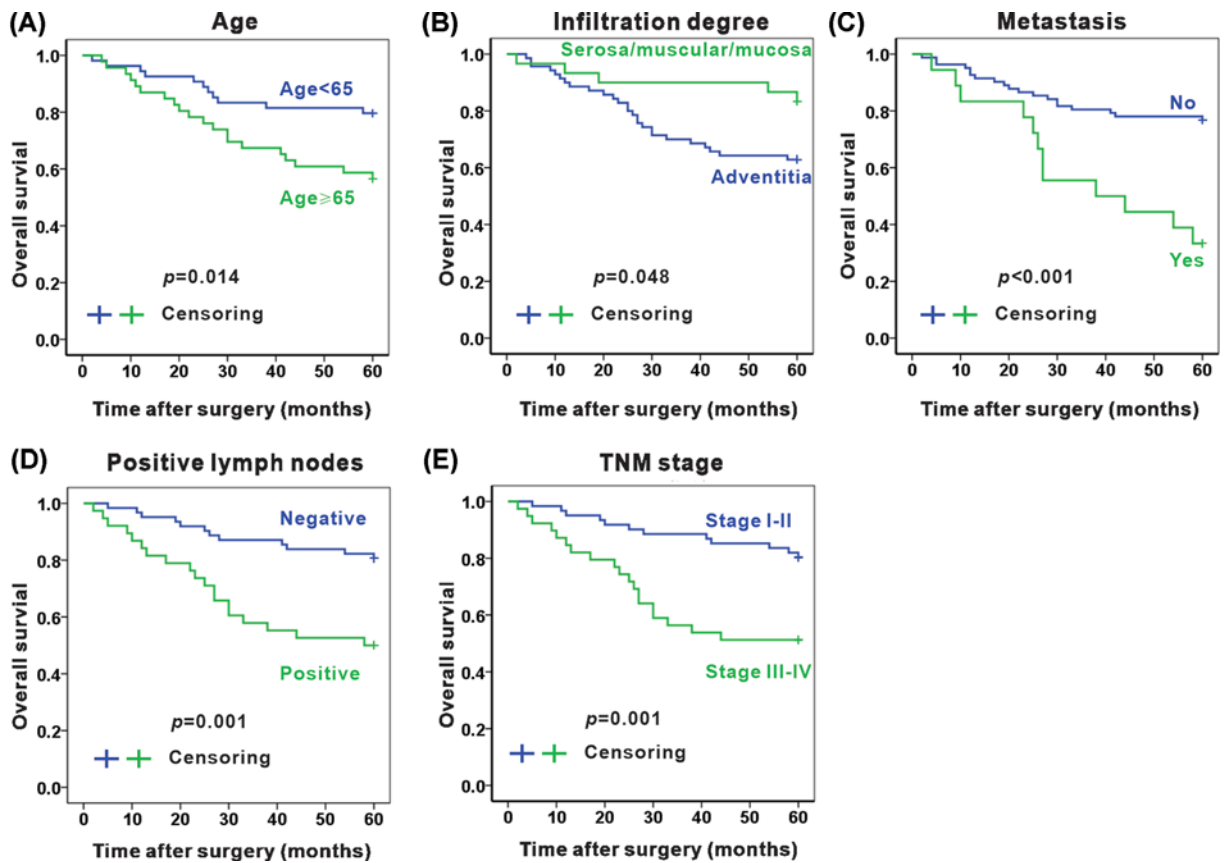 (A) Age
Overall survial
1.0
0.8
0.6
0.4
0.2
0.0
Age<65
Age≥65
p=0.014
Censoring
0 10 20 30 40 50 60
Time after surgery (months)
(B) Infiltration degree
Overall survial
1.0
0.8
0.6
0.4
0.2
0.0
Serosa/muscular/mucosa
Adventitia
p=0.048
Censoring
0 10 20 30 40 50 60
Time after surgery (months)
(C) Metastasis
Overall survial
1.0
0.8
0.6
0.4
0.2
0.0
No
Yes
p<0.001
Censoring
0 10 20 30 40 50 60
Time after surgery (months)
(D) Positive lymph nodes
Overall survial
1.0
0.8
0.6
0.4
0.2
0.0
Negative
Positive
p=0.001
Censoring
0 10 20 30 40 50 60
Time after surgery (months)
(E) TNM stage
Overall survial
1.0
0.8
0.6
0.4
0.2
0.0
Stage I-II
Stage III-IV
p=0.001
Censoring
0 10 20 30 40 50 60
Time after surgery (months)